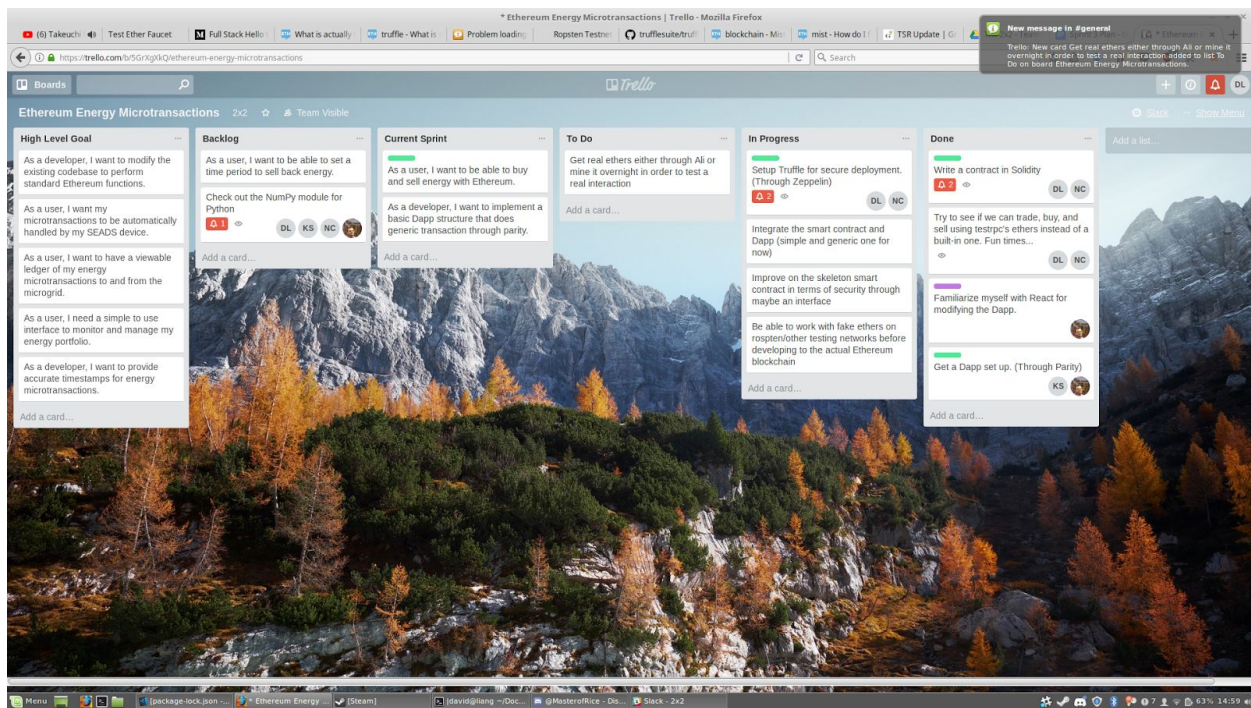 * Ethereum Energy Microtransactions | Trello - Mozilla Firefox
(6) Takeuchi
Test Ether Faucet
Full Stack Hello
What is actually
truffle - What is
Problem loading
Ropsten Testnet
trufflesuite/truff
blockchain - Mis
mist - How do I f
TSR Update | G
https://trello.com/b/5GrXgXkQ/ethereum-energy-microtransactions
Search
New message in #general
Trello: New card Get real ethers either through Ali or mine it
overnight in order to test a real interaction added to list To
Do on board Ethereum Energy Microtransactions.
Boards
Trello
DL
Ethereum Energy Microtransactions 2x2 Team Visible
Slack
Show Menu
High Level Goal
As a developer, I want to modify the
existing codebase to perform
standard Ethereum functions.
As a user, I want my
microtransactions to be automatically
handled by my SEADS device.
As a user, I want to have a viewable
ledger of my energy
microtransactions to and from the
microgrid.
As a user, I need a simple to use
interface to monitor and manage my
energy portfolio.
As a developer, I want to provide
accurate timestamps for energy
microtransactions.
Add a card…
Backlog
As a user, I want to be able to set a
time period to sell back energy.
Check out the NumPy module for
Python
1
DL KS NC
Add a card…
Current Sprint
As a user, I want to be able to buy
and sell energy with Ethereum.
As a developer, I want to implement a
basic Dapp structure that does
generic transaction through parity.
Add a card…
To Do
Get real ethers either through Ali or
mine it overnight in order to test a
real interaction
Add a card…
In Progress
Setup Truffle for secure deployment.
(Through Zeppelin)
2
DL NC
Integrate the smart contract and
Dapp (simple and generic one for
now)
Improve on the skeleton smart
contract in terms of security through
maybe an interface
Be able to work with fake ethers on
rospten/other testing networks before
developing to the actual Ethereum
blockchain
Add a card…
Done
Write a contract in Solidity
2
DL NC
Try to see if we can trade, buy, and
sell using testrpc's ethers instead of a
built-in one. Fun times...
DL NC
Familiarize myself with React for
modifying the Dapp.
Get a Dapp set up. (Through Parity)
KS
Add a card…
Add a list…
Menu
[package-lock.json -...
* Ethereum Energy ...
[Steam]
[david@liang ~/Doc...
@MasterofRice - Dis...
Slack - 2x2
7
63%
14:59